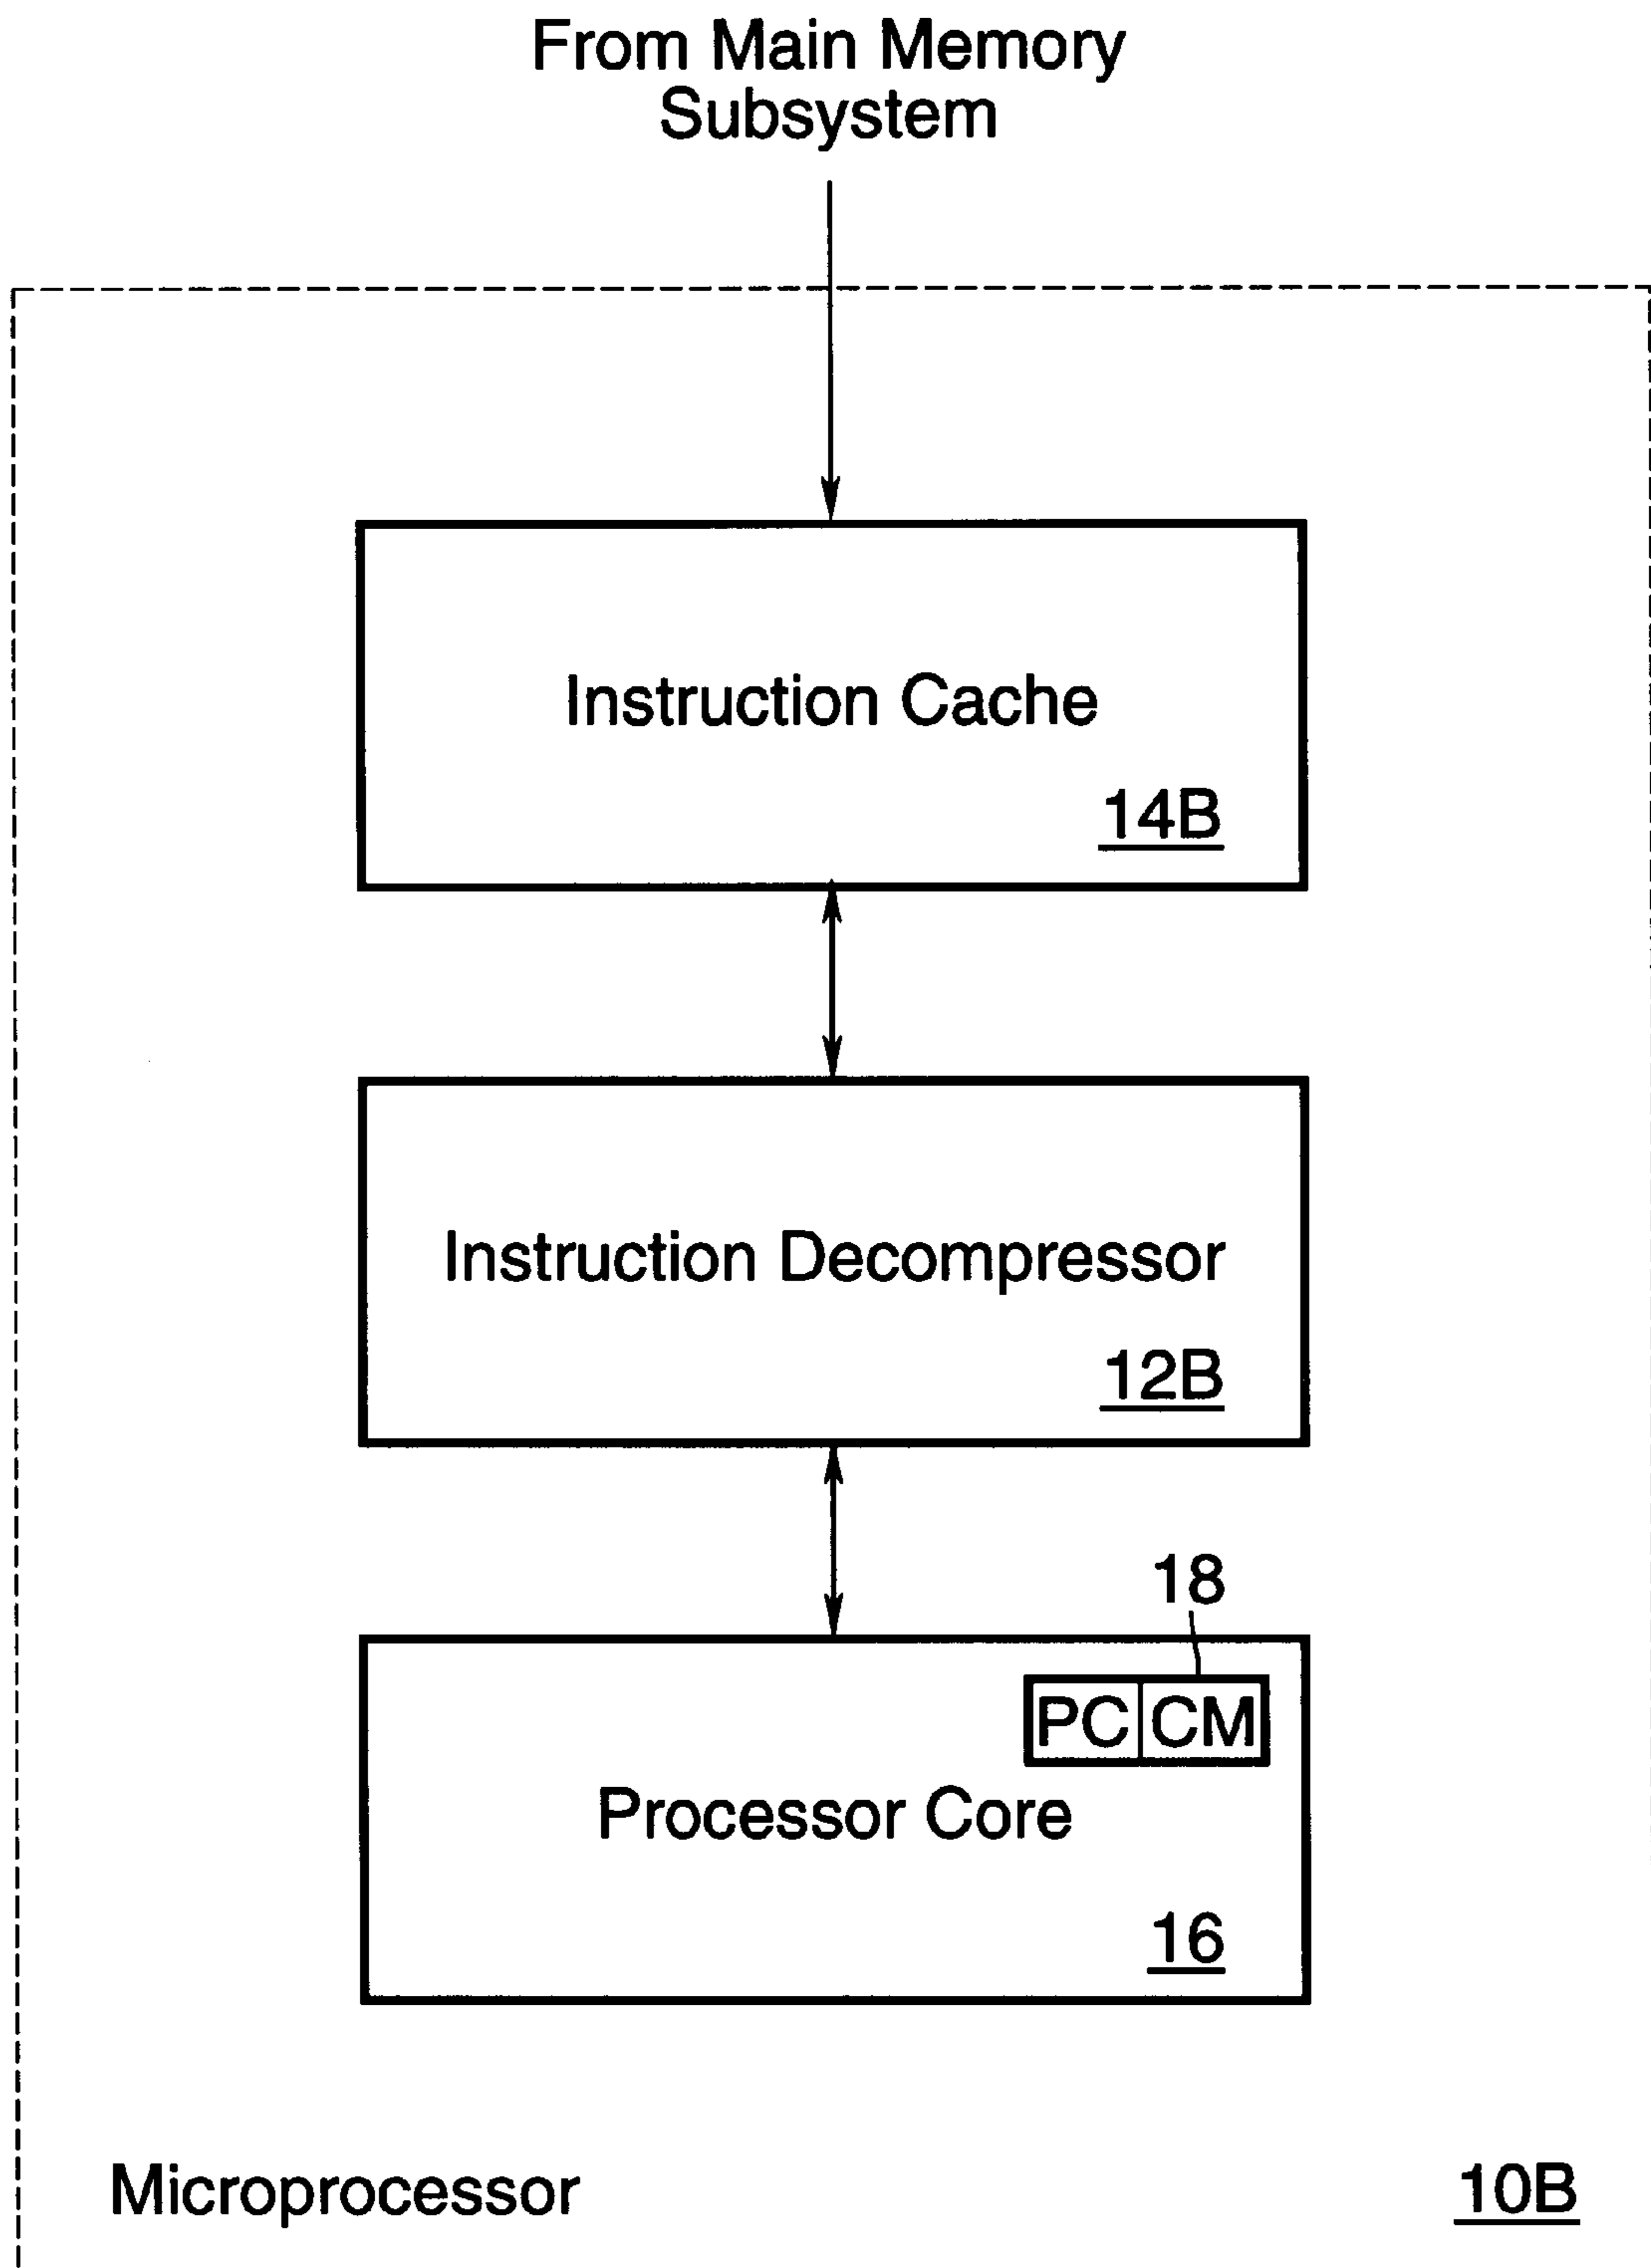 From Main Memory
Subsystem
Instruction Cache
14B
Instruction Decompressor
12B
18
PC CM
Processor Core
16
Microprocessor 10B